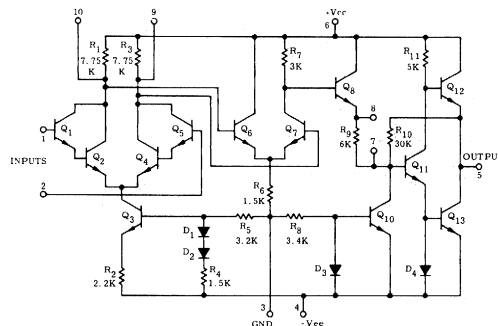 10
9
+Vcc
6
R1
7.75
K
R3
7.75
K
R7
3K
R11
5K
Q12
Q8
8
Q1
1
Q2
Q5
Q4
Q6
Q7
R9
6K
7
R10
30K
Q11
INPUTS
OUTPU
5
2
R6
1.5K
Q3
Q10
Q13
R5
3.2K
R8
3.4K
D1
D2
D3
D4
R2
2.2K
R4
1.5K
3
GND
4
-Vee